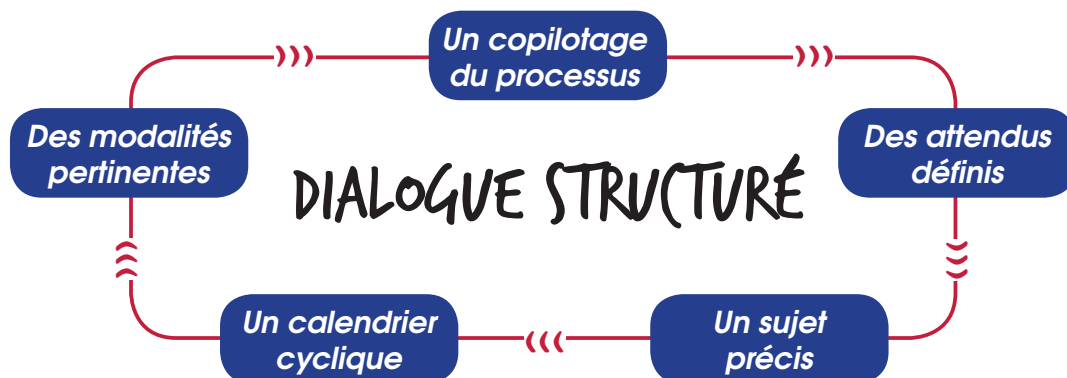 Un copilotage
du processus
Des modalités
pertinentes
Des attendus
définis
DIALOGUE STRUCTURÉ
Un calendrier
cyclique
Un sujet
précis